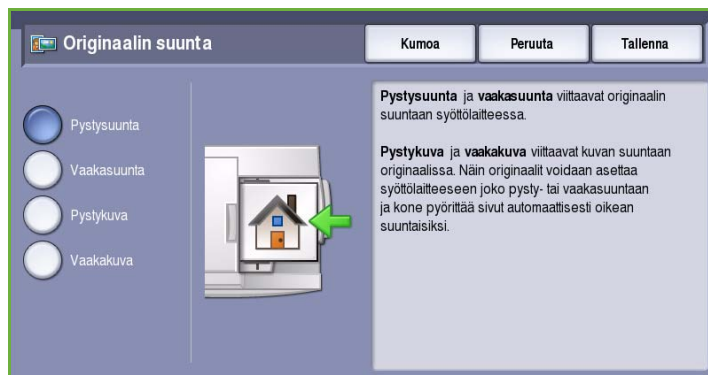 Originaalin suunta
Kumoa
Peruuta
Tallenna
Pystysuunta
Vaakasuunta
Pystykuva
Vaakakuva
Pystysuunta ja vaakasuunta viittaavat originaalin
suuntaan syöttölaitteessa.
Pystykuva ja vaakakuva viittaavat kuvan suuntaan
originaalissa. Näin originaalit voidaan asettaa
syöttölaitteeseen joko pysty- tai vaakasuuntaan
ja kone pyörittää sivut automaattisesti oikean
suuntaisiksi.